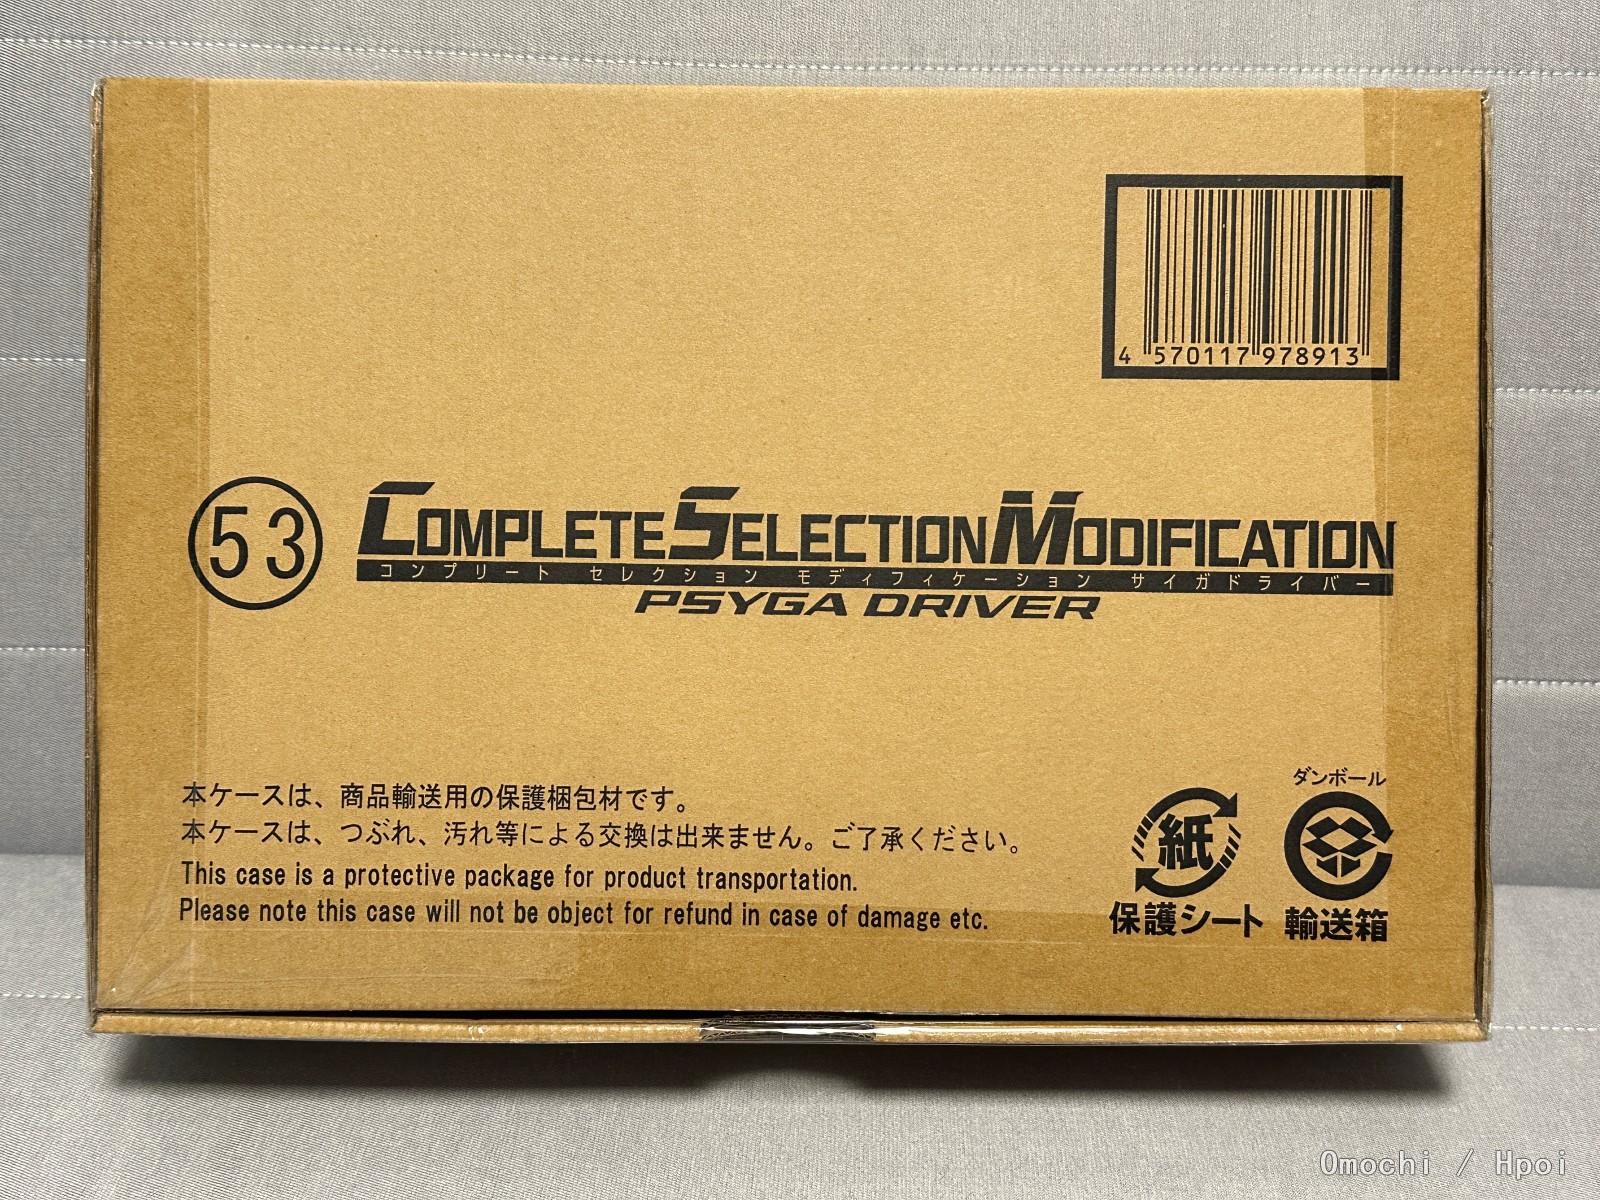 4 570117 978913
53
COMPLETE SELECTION MODIFICATION
コンプリート セレクション モディフィケーション サイガドライバー
PSYGA DRIVER
本ケースは、商品輸送用の保護梱包材です。
本ケースは、つぶれ、汚れ等による交換は出来ません。ご了承ください。
This case is a protective package for product transportation.
Please note this case will not be object for refund in case of damage etc.
紙
保護シート
ダンボール
輸送箱
Omochi / Hpoi